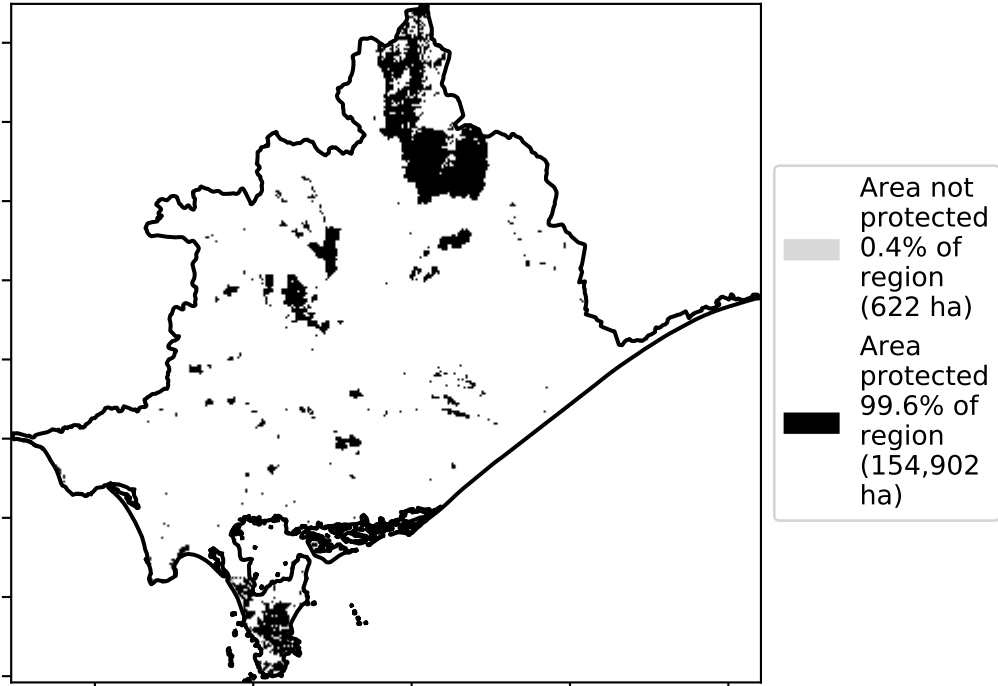 Area not
protected
0.4% of
region
(622 ha)
Area
protected
99.6% of
region
(154,902
ha)